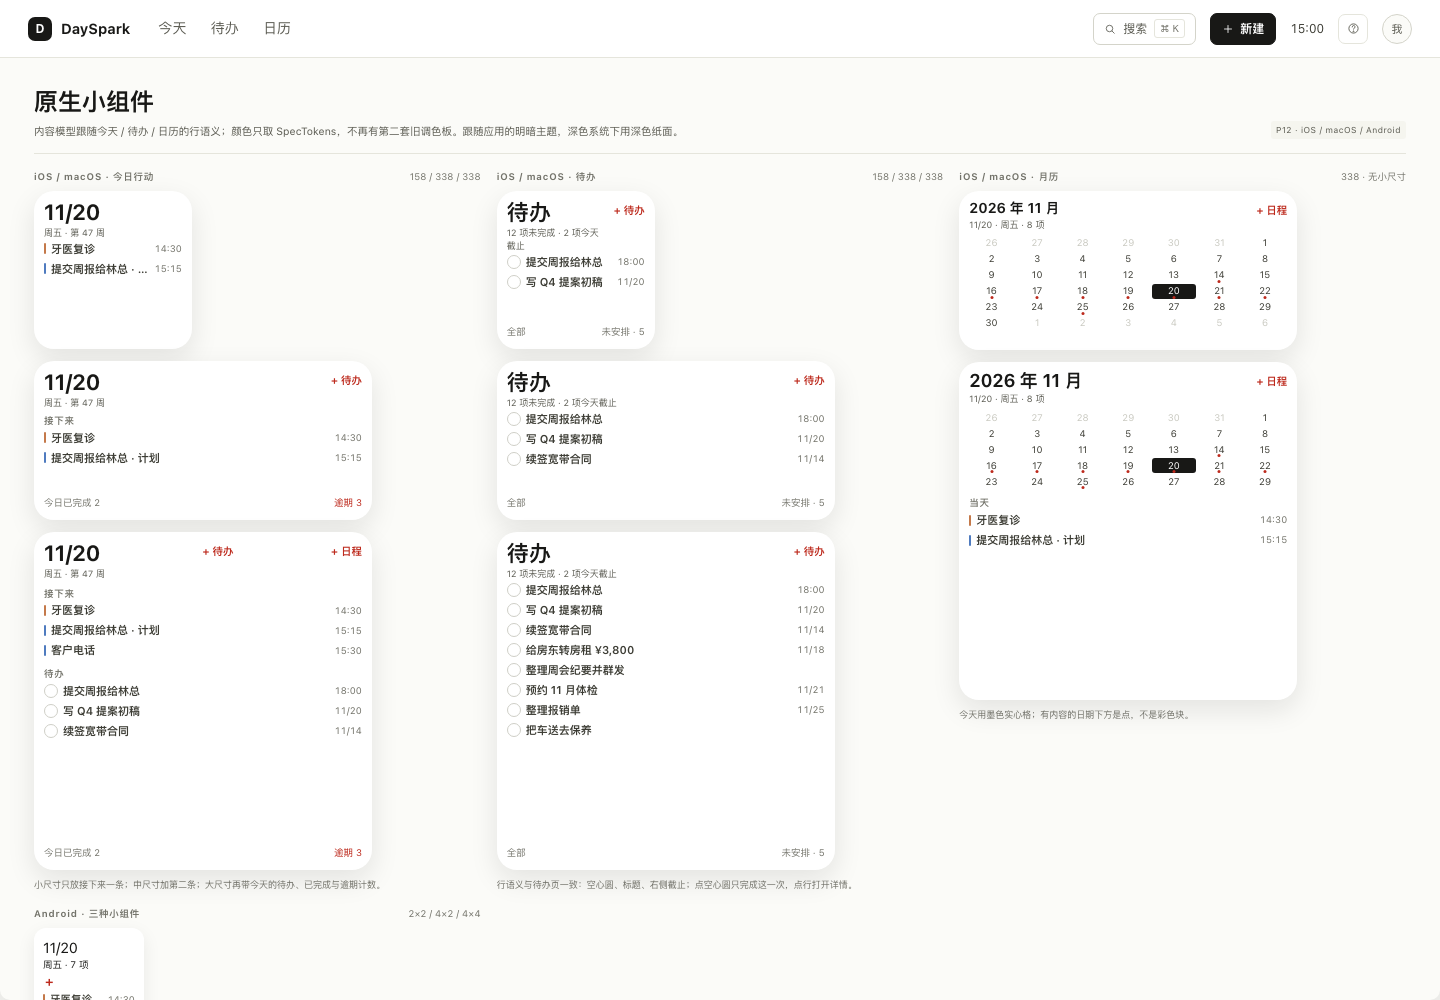 D DaySpark 今天 待办 日历 搜索 ⌘ K + 新建 15:00 我
原生小组件
内容模型跟随今天 / 待办 / 日历的行语义；颜色只取 SpecTokens，不再有第二套旧调色板。跟随应用的明暗主题，深色系统下用深色纸面。
P12 · iOS / macOS / Android
iOS / macOS · 今日行动 158 / 338 / 338
11/20
周五 · 第 47 周
牙医复诊 14:30
提交周报给林总 · ... 15:15
11/20 + 待办
周五 · 第 47 周
接下来
牙医复诊 14:30
提交周报给林总 · 计划 15:15
今日已完成 2 逾期 3
11/20 + 待办 + 日程
周五 · 第 47 周
接下来
牙医复诊 14:30
提交周报给林总 · 计划 15:15
客户电话 15:30
待办
提交周报给林总 18:00
写 Q4 提案初稿 11/20
续签宽带合同 11/14
今日已完成 2 逾期 3
小尺寸只放接下来一条；中尺寸加第二条；大尺寸再带今天的待办、已完成与逾期计数。
iOS / macOS · 待办 158 / 338 / 338
待办 + 待办
12 项未完成 · 2 项今天
截止
提交周报给林总 18:00
写 Q4 提案初稿 11/20
全部 未安排 · 5
待办 + 待办
12 项未完成 · 2 项今天截止
提交周报给林总 18:00
写 Q4 提案初稿 11/20
续签宽带合同 11/14
全部 未安排 · 5
待办 + 待办
12 项未完成 · 2 项今天截止
提交周报给林总 18:00
写 Q4 提案初稿 11/20
续签宽带合同 11/14
给房东转房租 ¥3,800 11/18
整理周会纪要并群发
预约 11 月体检 11/21
整理报销单 11/25
把车送去保养
全部 未安排 · 5
行语义与待办页一致：空心圆、标题、右侧截止；点空心圆只完成这一次，点行打开详情。
iOS / macOS · 月历 338 · 无小尺寸
2026 年 11 月 + 日程
11/20 · 周五 · 8 项
26 27 28 29 30 31 1
2 3 4 5 6 7 8
9 10 11 12 13 14 15
16 17 18 19 20 21 22
23 24 25 26 27 28 29
30 1 2 3 4 5 6
2026 年 11 月 + 日程
11/20 · 周五 · 8 项
26 27 28 29 30 31 1
2 3 4 5 6 7 8
9 10 11 12 13 14 15
16 17 18 19 20 21 22
23 24 25 26 27 28 29
当天
牙医复诊 14:30
提交周报给林总 · 计划 15:15
今天用墨色实心格；有内容的日期下方是点，不是彩色块。
Android · 三种小组件 2×2 / 4×2 / 4×4
11/20
周五 · 7 项
+
牙医复诊 14:30